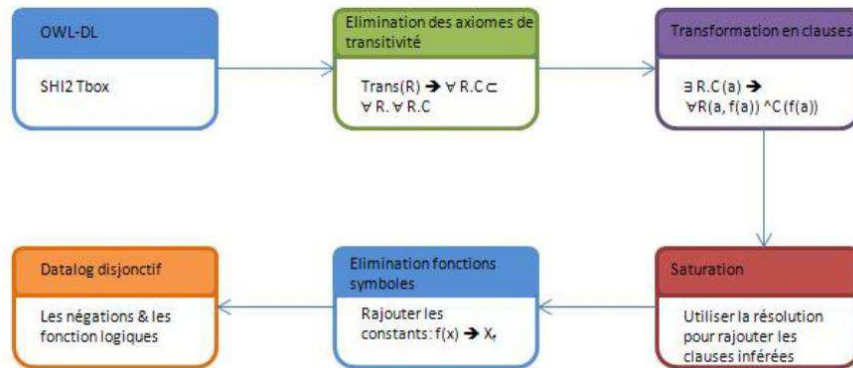 OWL-DL
SHI2 Tbox
Elimination des axiomes de
transitivité
Trans(R) ➔ ∀ R.C ⊂
∀ R. ∀ R.C
Transformation en clauses
∃ R.C(a) ➔
∀R(a, f(a)) ^C(f(a))
Datalog disjonctif
Les négations & les
fonction logiques
Elimination fonctions
symboles
Rajouter les
constants: f(x) ➔ Xf
Saturation
Utiliser la résolution
pour rajouter les
clauses inférées